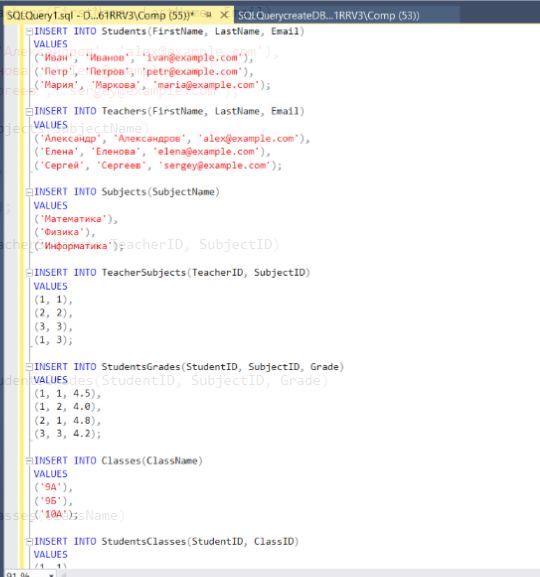 SQLQuery1.sql - D...61RRV3\Comp (55))*
SQLQuerycreateDB...1RRV3\Comp (53))
INSERT INTO Students(FirstName, LastName, Email)
VALUES
('Иван', 'Иванов', 'ivan@example.com'),
('Петр', 'Петров', 'petr@example.com'),
('Мария', 'Маркова', 'maria@example.com');
INSERT INTO Teachers(FirstName, LastName, Email)
VALUES
('Александр', 'Александров', 'alex@example.com'),
('Елена', 'Еленова', 'elena@example.com'),
('Сергей', 'Сергеев', 'sergey@example.com');
INSERT INTO Subjects(SubjectName)
VALUES
('Математика'),
('Физика'),
('Информатика');
INSERT INTO TeacherSubjects(TeacherID, SubjectID)
VALUES
(1, 1),
(2, 2),
(3, 3),
(1, 3);
INSERT INTO StudentsGrades(StudentID, SubjectID, Grade)
VALUES
(1, 1, 4.5),
(1, 2, 4.0),
(2, 1, 4.8),
(3, 3, 4.2);
INSERT INTO Classes(ClassName)
VALUES
('9А'),
('9Б'),
('10А');
INSERT INTO StudentsClasses(StudentID, ClassID)
VALUES
(1, 1)
91 %